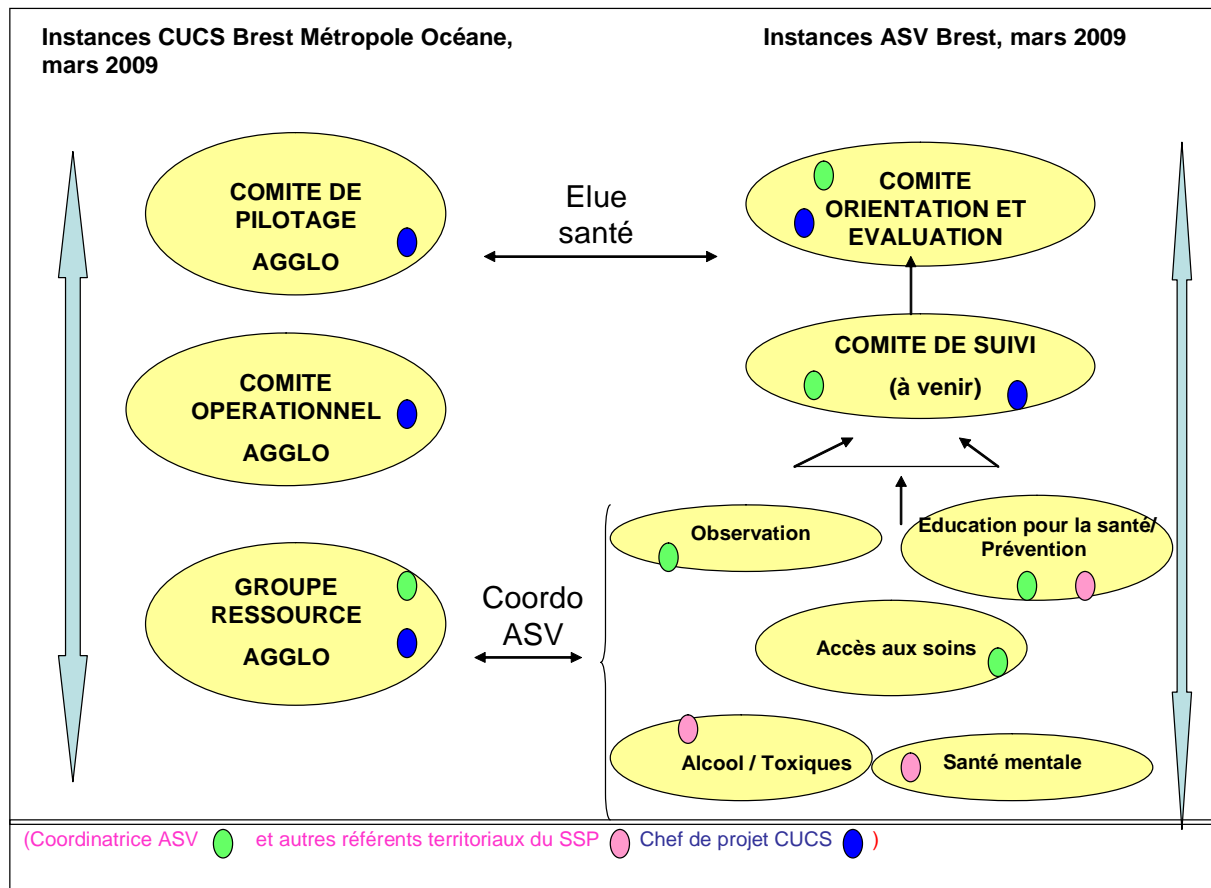 Instances CUCS Brest Métropole Océane,
mars 2009
Instances ASV Brest, mars 2009
COMITE DE
PILOTAGE
AGGLO
Elue
santé
COMITE
ORIENTATION ET
EVALUATION
COMITE
OPERATIONNEL
AGGLO
COMITE DE SUIVI
(à venir)
GROUPE
RESSOURCE
AGGLO
Coordo
ASV
Observation
Education pour la santé/
Prévention
Accès aux soins
Alcool / Toxiques
Santé mentale
(Coordinatrice ASV et autres référents territoriaux du SSP Chef de projet CUCS )